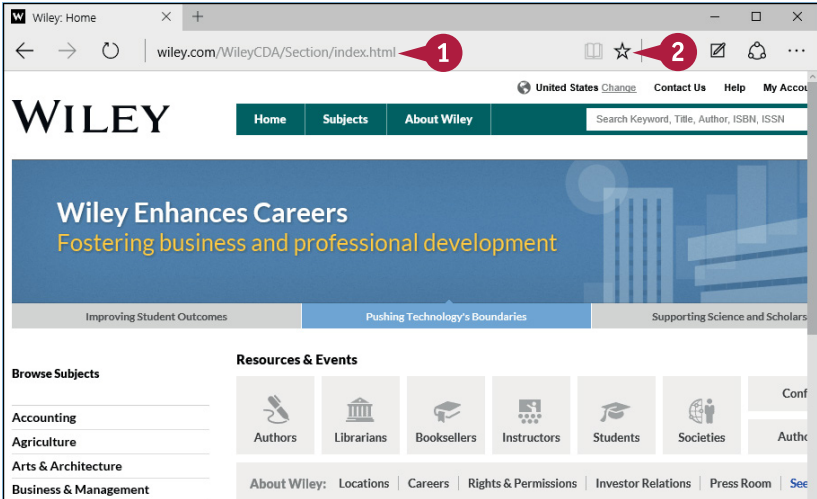 W Wiley: Home
wiley.com/WileyCDA/Section/index.html 1 2
United States Change Contact Us Help My Accou
WILEY
Home Subjects About Wiley Search Keyword, Title, Author, ISBN, ISSN
Wiley Enhances Careers
Fostering business and professional development
Improving Student Outcomes Pushing Technology's Boundaries Supporting Science and Scholars
Resources & Events
Browse Subjects
Conf
Accounting
Authors Librarians Booksellers Instructors Students Societies Autho
Agriculture
Arts & Architecture
About Wiley: Locations Careers Rights & Permissions Investor Relations Press Room See
Business & Management